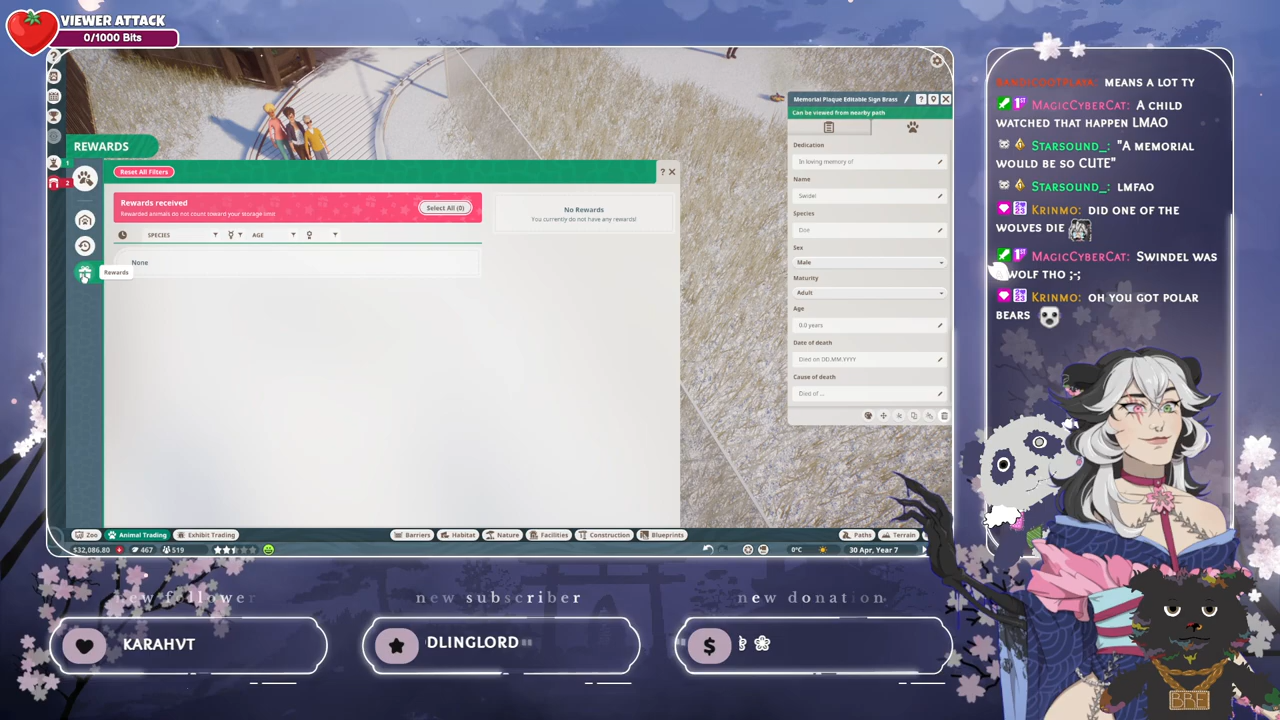 VIEWER ATTACK
0/1000 Bits
REWARDS
Reset All Filters
Rewards received
Rewarded animals do not count toward your storage limit
Select All (0)
No Rewards
You currently do not have any rewards!
SPECIES
AGE
None
Rewards
1
2
Memorial Plaque Editable Sign Brass
Can be viewed from nearby path
Dedication
In loving memory of
Name
Swidel
Species
Doe
Sex
Male
Maturity
Adult
Age
0.0 years
Date of death
Died on DD.MM.YYYY
Cause of death
Died of ...
Zoo
Animal Trading
Exhibit Trading
Barriers
Habitat
Nature
Facilities
Construction
Blueprints
Paths
Terrain
$32,086.80
467
519
0°C
30 Apr, Year 7
MEANS A LOT TY
MAGICCYBERCAT: A CHILD
WATCHED THAT HAPPEN LMAO
STARSOUND_: "A MEMORIAL
WOULD BE SO CUTE"
STARSOUND_: LMFAO
KRINMO: DID ONE OF THE
WOLVES DIE
MAGICCYBERCAT: SWINDEL WAS
A WOLF THO ;-;
KRINMO: OH YOU GOT POLAR
BEARS
new follower
new subscriber
new donation
KARAHVT
DLINGLORD
BRE